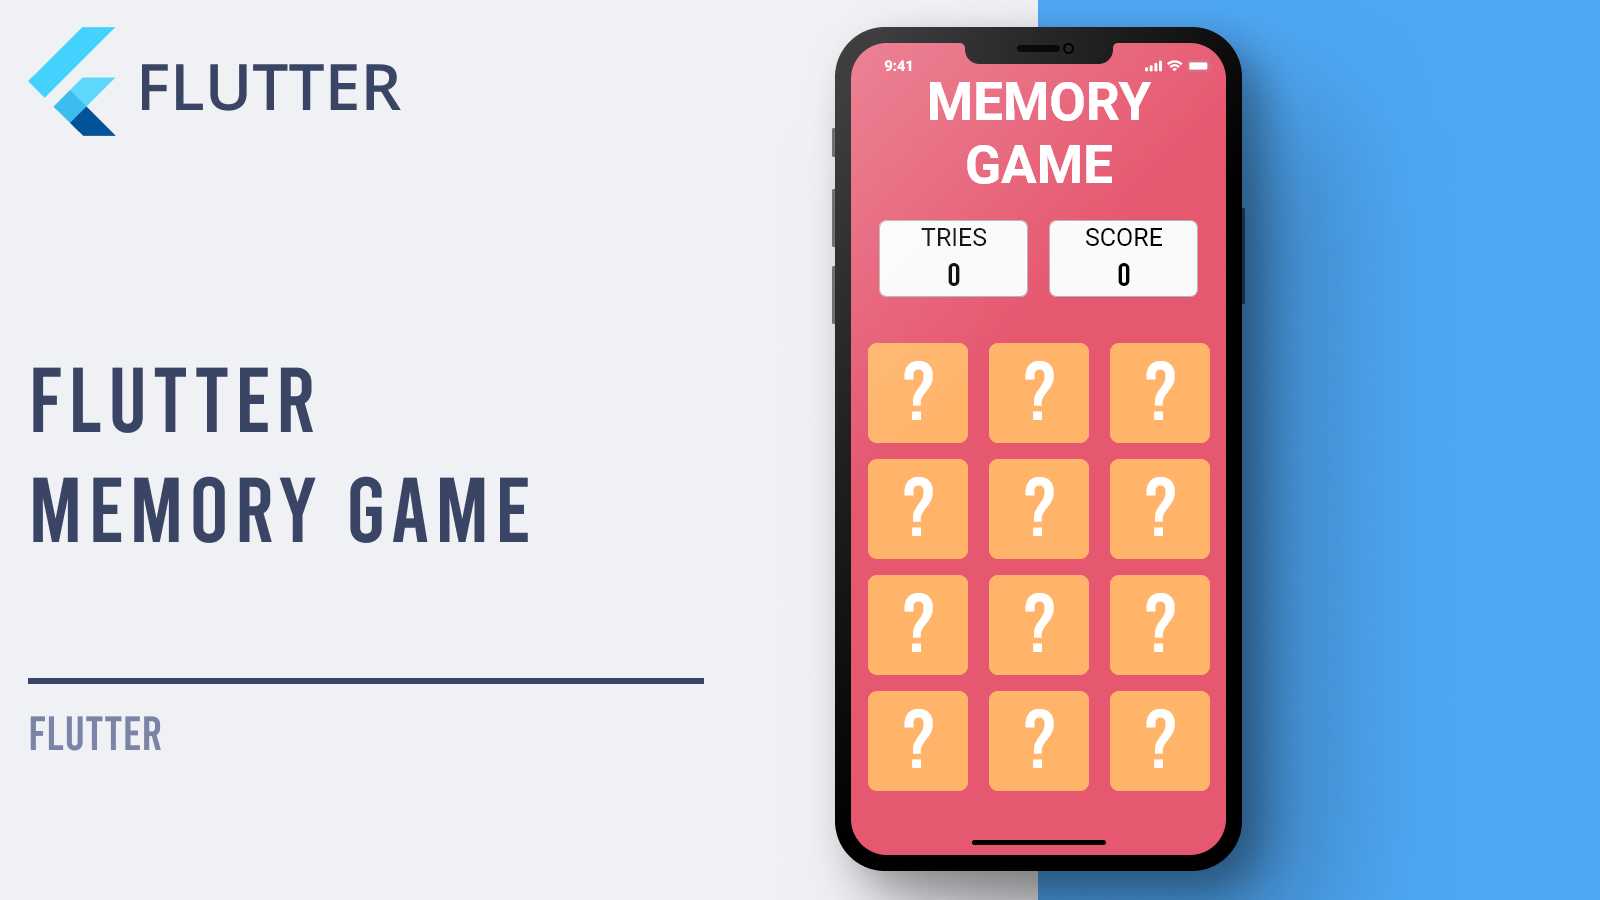 FLUTTER
FLUTTER
MEMORY GAME
FLUTTER
9:41
MEMORY
GAME
TRIES
0
SCORE
0
? ? ?
? ? ?
? ? ?
? ? ?